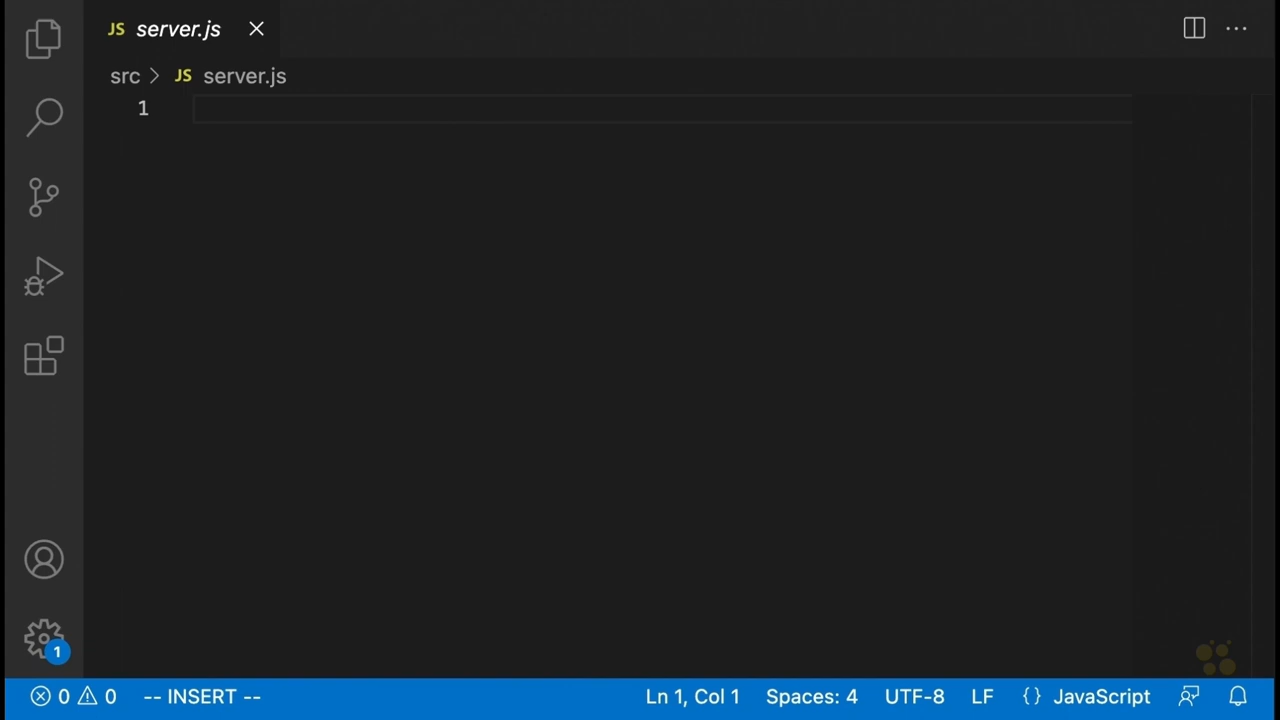 JS server.js
src > JS server.js
1
1
0 0 -- INSERT -- Ln 1, Col 1 Spaces: 4 UTF-8 LF {} JavaScript